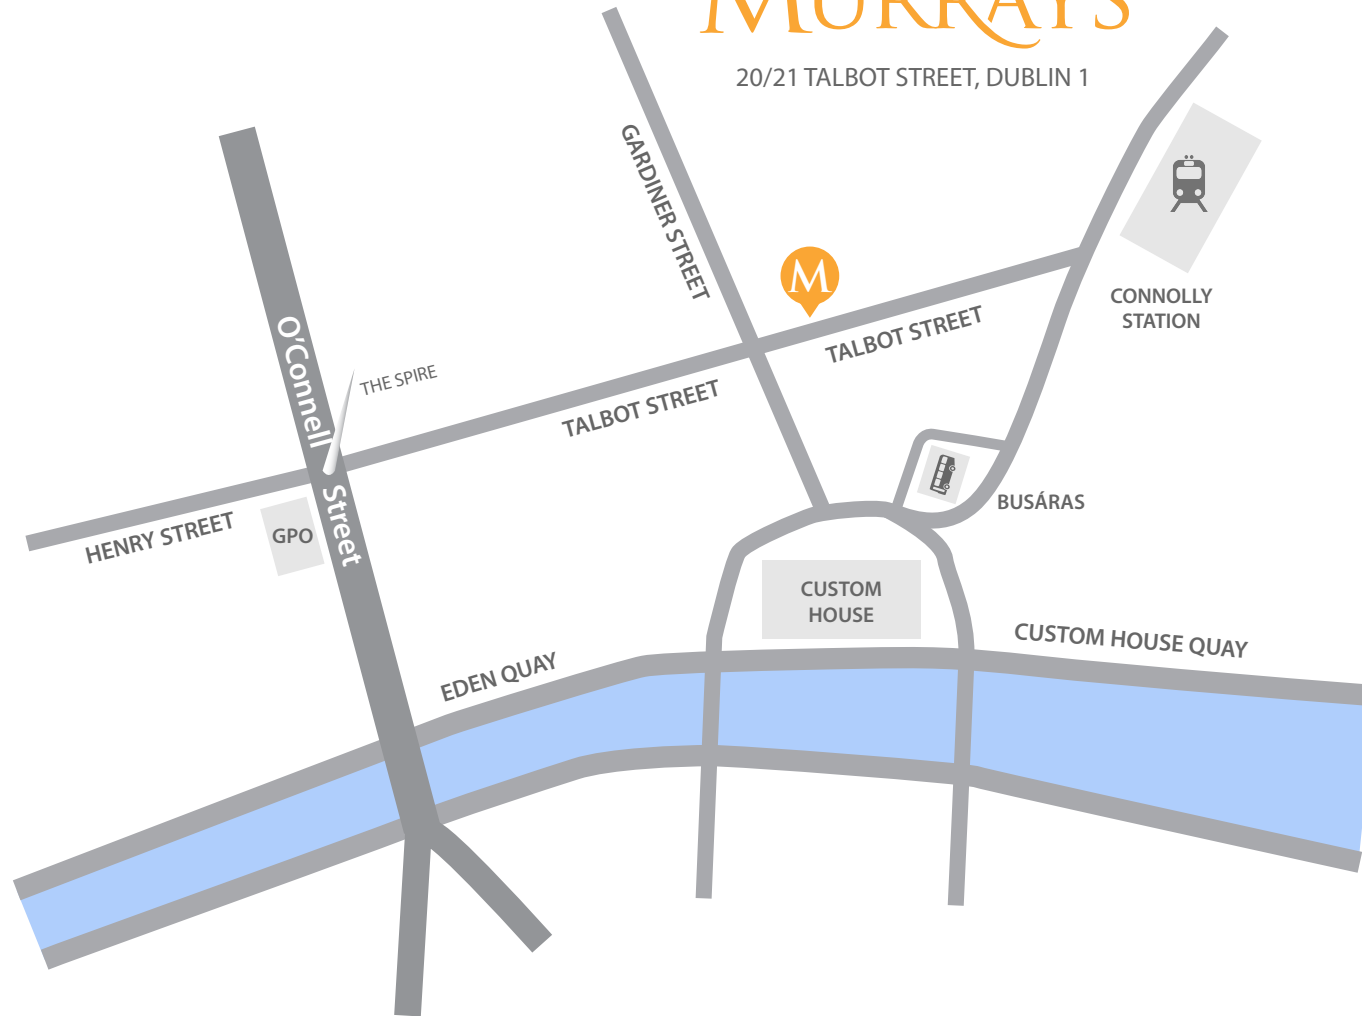 MURRAYS
20/21 TALBOT STREET, DUBLIN 1
GARDINER STREET
M
CONNOLLY
STATION
TALBOT STREET
O'Connell Street
THE SPIRE
TALBOT STREET
BUSÁRAS
HENRY STREET
GPO
CUSTOM
HOUSE
CUSTOM HOUSE QUAY
EDEN QUAY